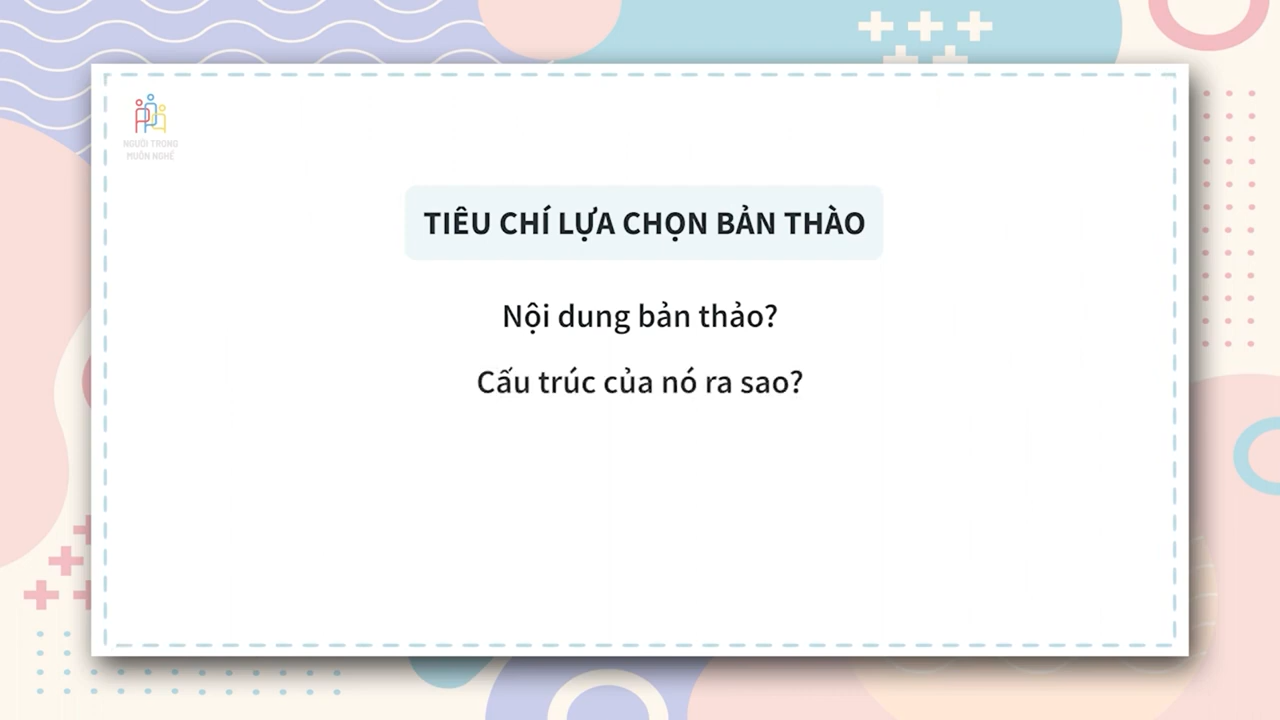 NGƯỜI TRONG
MUÔN NGHỀ
TIÊU CHÍ LỰA CHỌN BẢN THÀO
Nội dung bản thảo?
Cấu trúc của nó ra sao?